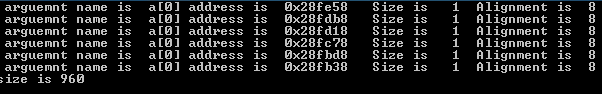 arguemnt name is a[0] address is 0x28fe58 Size is 1 Alignment is 8
arguemnt name is a[0] address is 0x28fdb8 Size is 1 Alignment is 8
arguemnt name is a[0] address is 0x28fd18 Size is 1 Alignment is 8
arguemnt name is a[0] address is 0x28fc78 Size is 1 Alignment is 8
arguemnt name is a[0] address is 0x28fbd8 Size is 1 Alignment is 8
arguemnt name is a[0] address is 0x28fb38 Size is 1 Alignment is 8
size is 960